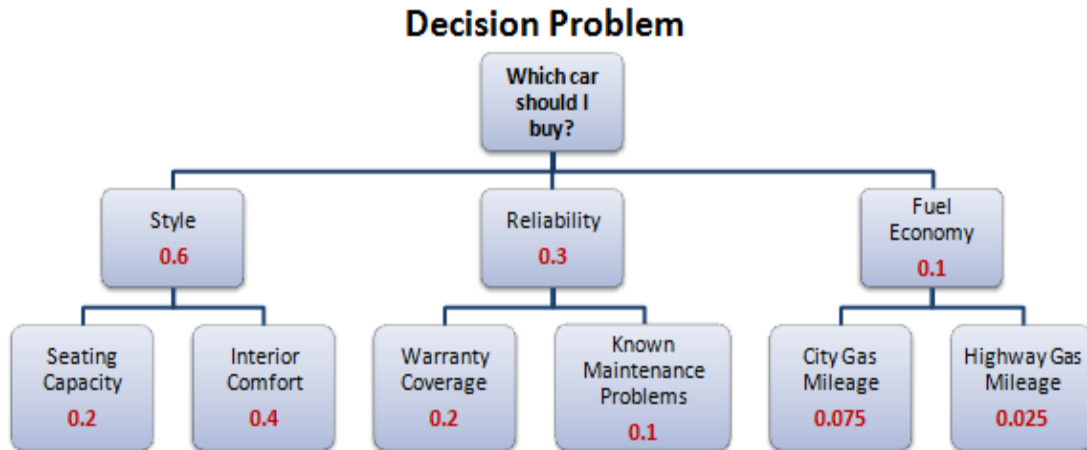 Decision Problem
Which car
should I
buy?
Style
0.6
Reliability
0.3
Fuel
Economy
0.1
Seating
Capacity
0.2
Interior
Comfort
0.4
Warranty
Coverage
0.2
Known
Maintenance
Problems
0.1
City Gas
Mileage
0.075
Highway Gas
Mileage
0.025